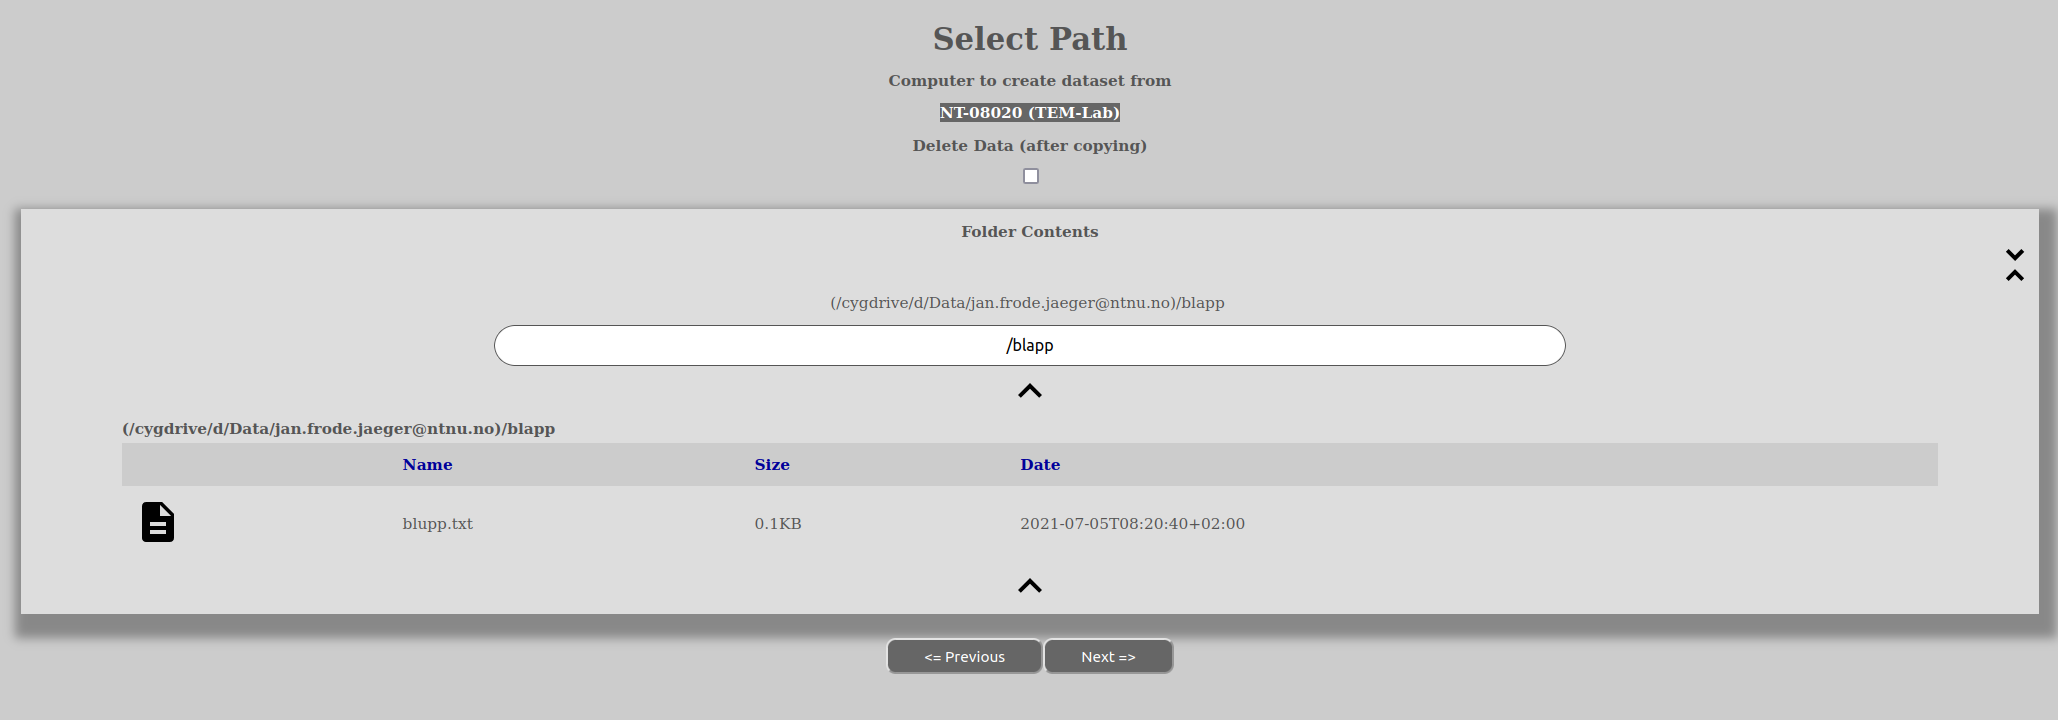 Select Path
Computer to create dataset from
NT-08020 (TEM-Lab)
Delete Data (after copying)
Folder Contents
(/cygdrive/d/Data/jan.frode.jaeger@ntnu.no)/blapp
/blapp
(/cygdrive/d/Data/jan.frode.jaeger@ntnu.no)/blapp
Name Size Date
blupp.txt 0.1KB 2021-07-05T08:20:40+02:00
<= Previous Next =>